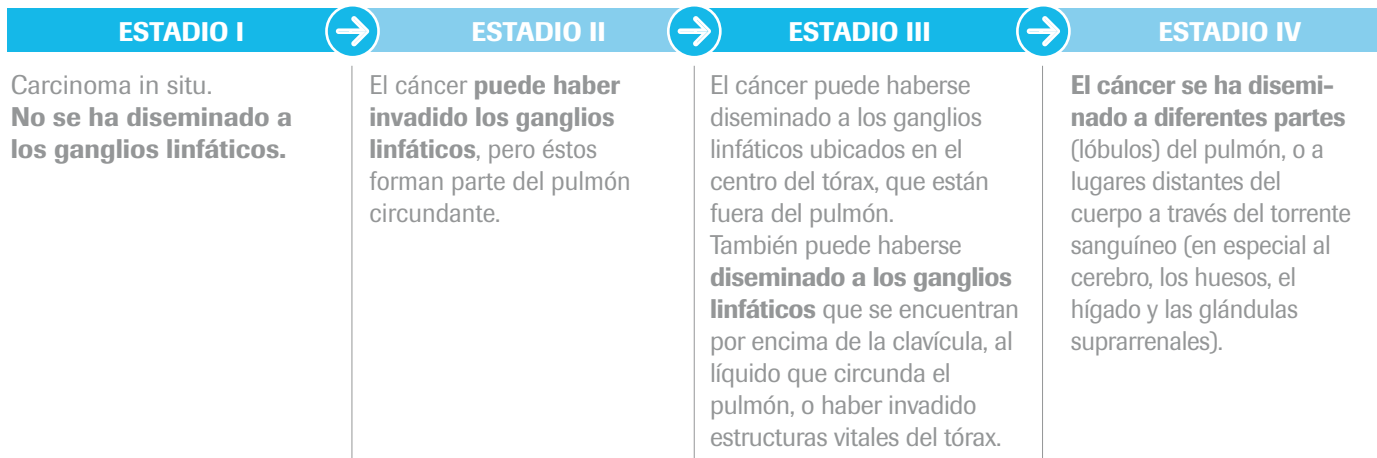 ESTADIO I
Carcinoma in situ.
No se ha diseminado a
los ganglios linfáticos.
ESTADIO II
El cáncer puede haber
invadido los ganglios
linfáticos, pero éstos
forman parte del pulmón
circundante.
ESTADIO III
El cáncer puede haberse
diseminado a los ganglios
linfáticos ubicados en el
centro del tórax, que están
fuera del pulmón.
También puede haberse
diseminado a los ganglios
linfáticos que se encuentran
por encima de la clavícula, al
líquido que circunda el
pulmón, o haber invadido
estructuras vitales del tórax.
ESTADIO IV
El cáncer se ha disemi-
nado a diferentes partes
(lóbulos) del pulmón, o a
lugares distantes del
cuerpo a través del torrente
sanguíneo (en especial al
cerebro, los huesos, el
hígado y las glándulas
suprarrenales).